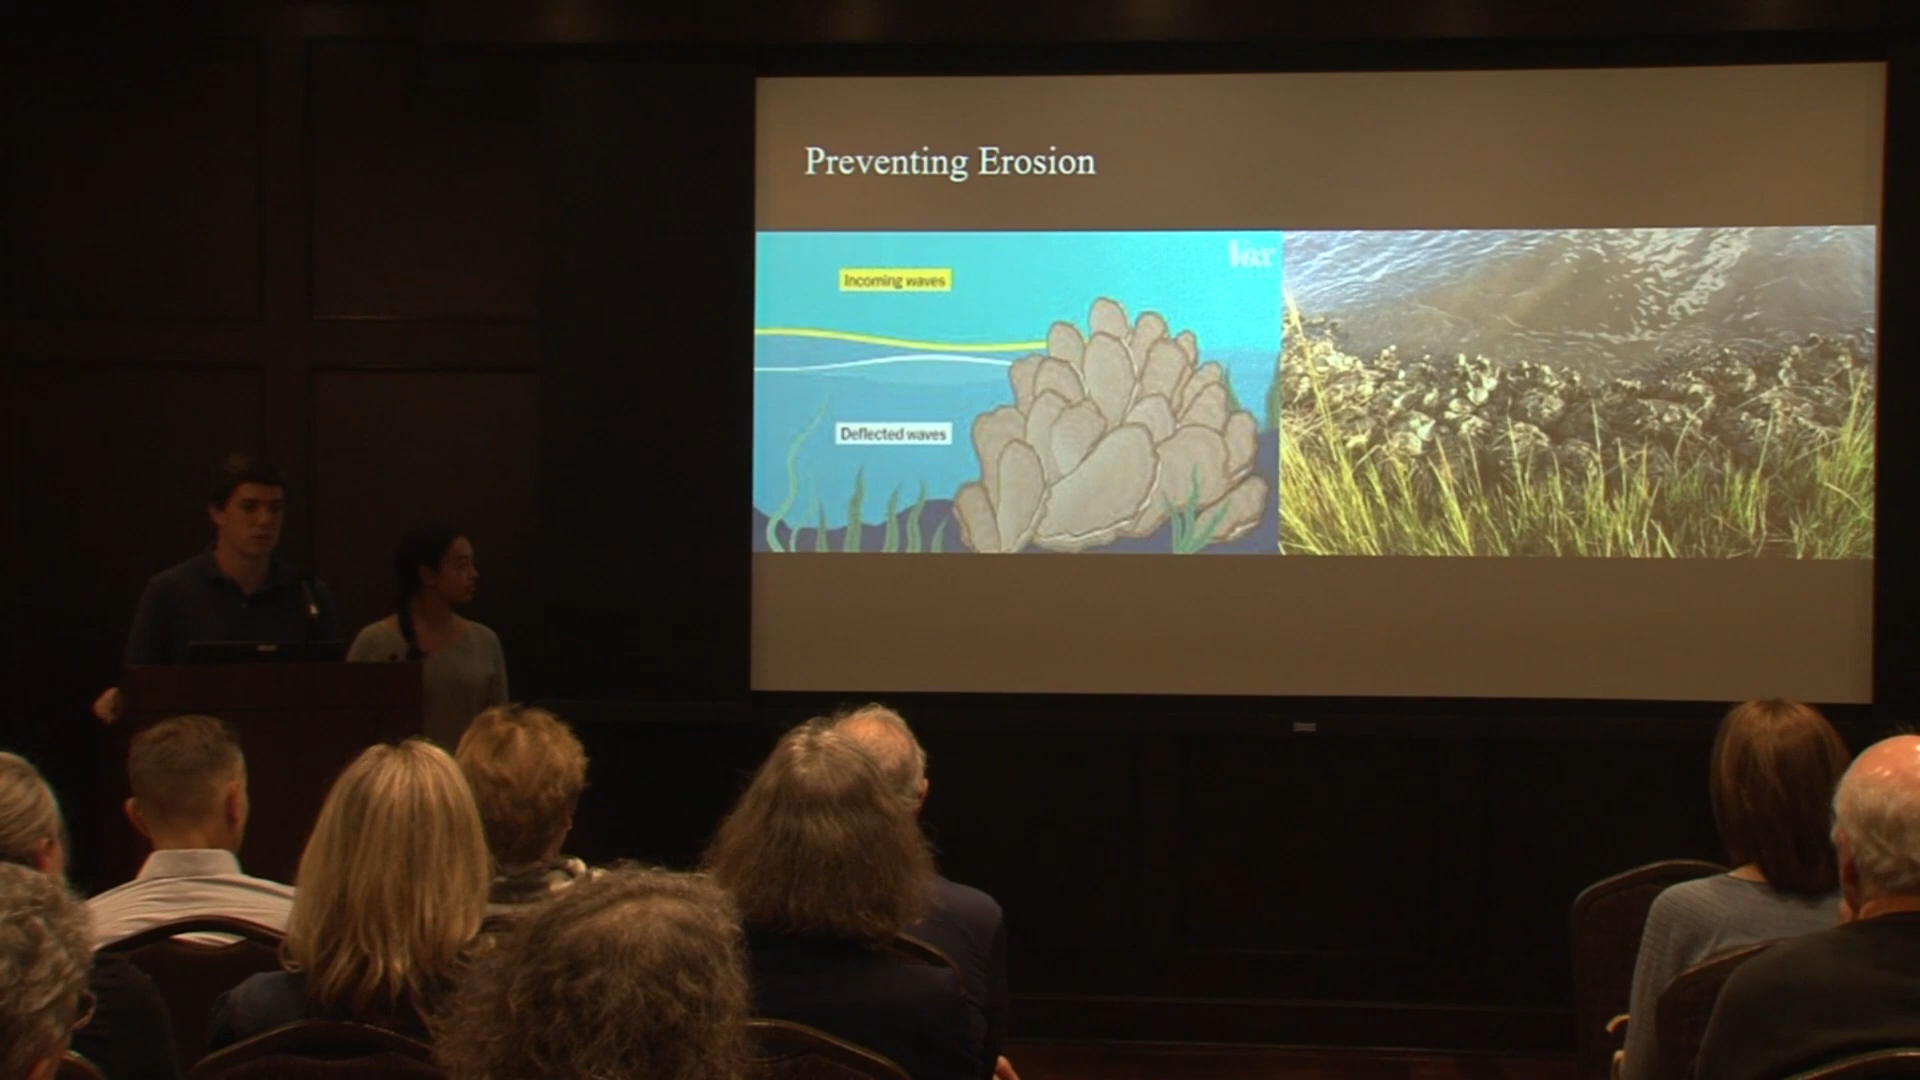 Preventing Erosion
Vox
Incoming waves
Deflected waves